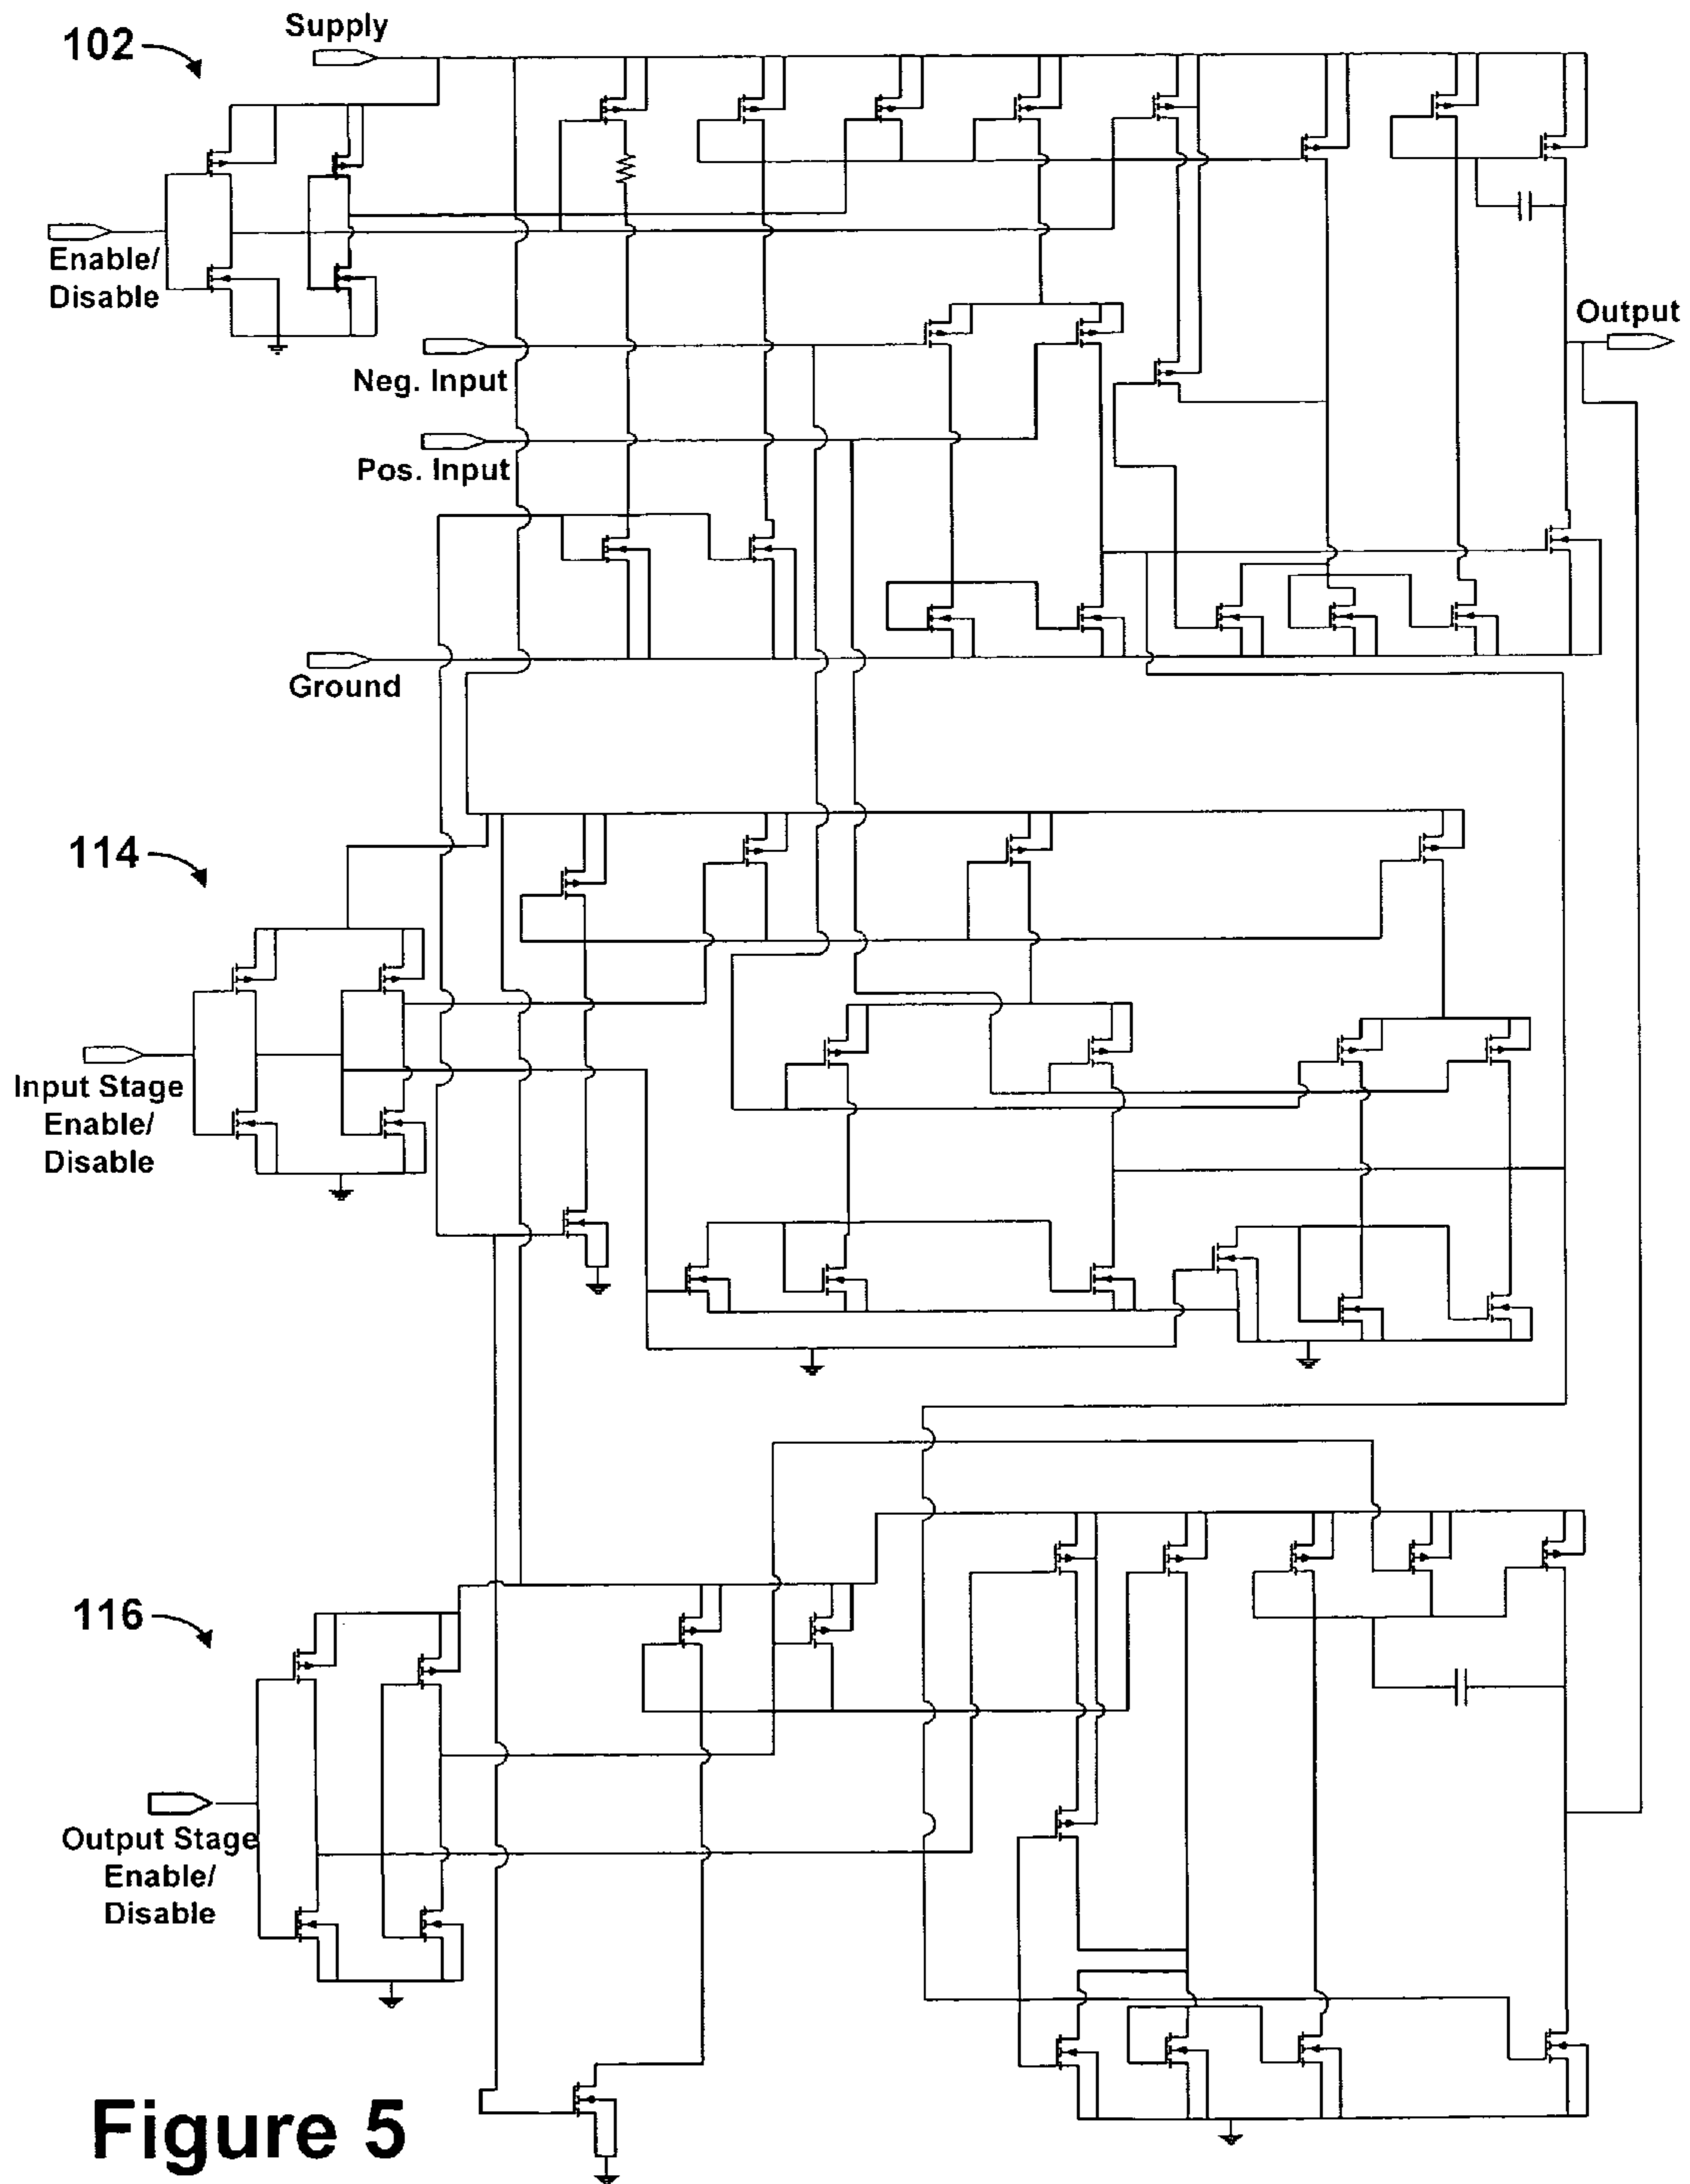 Supply
102
Enable/
Disable
Output
Neg. Input
Pos. Input
Ground
114
Input Stage
Enable/
Disable
116
Output Stage
Enable/
Disable
Figure 5